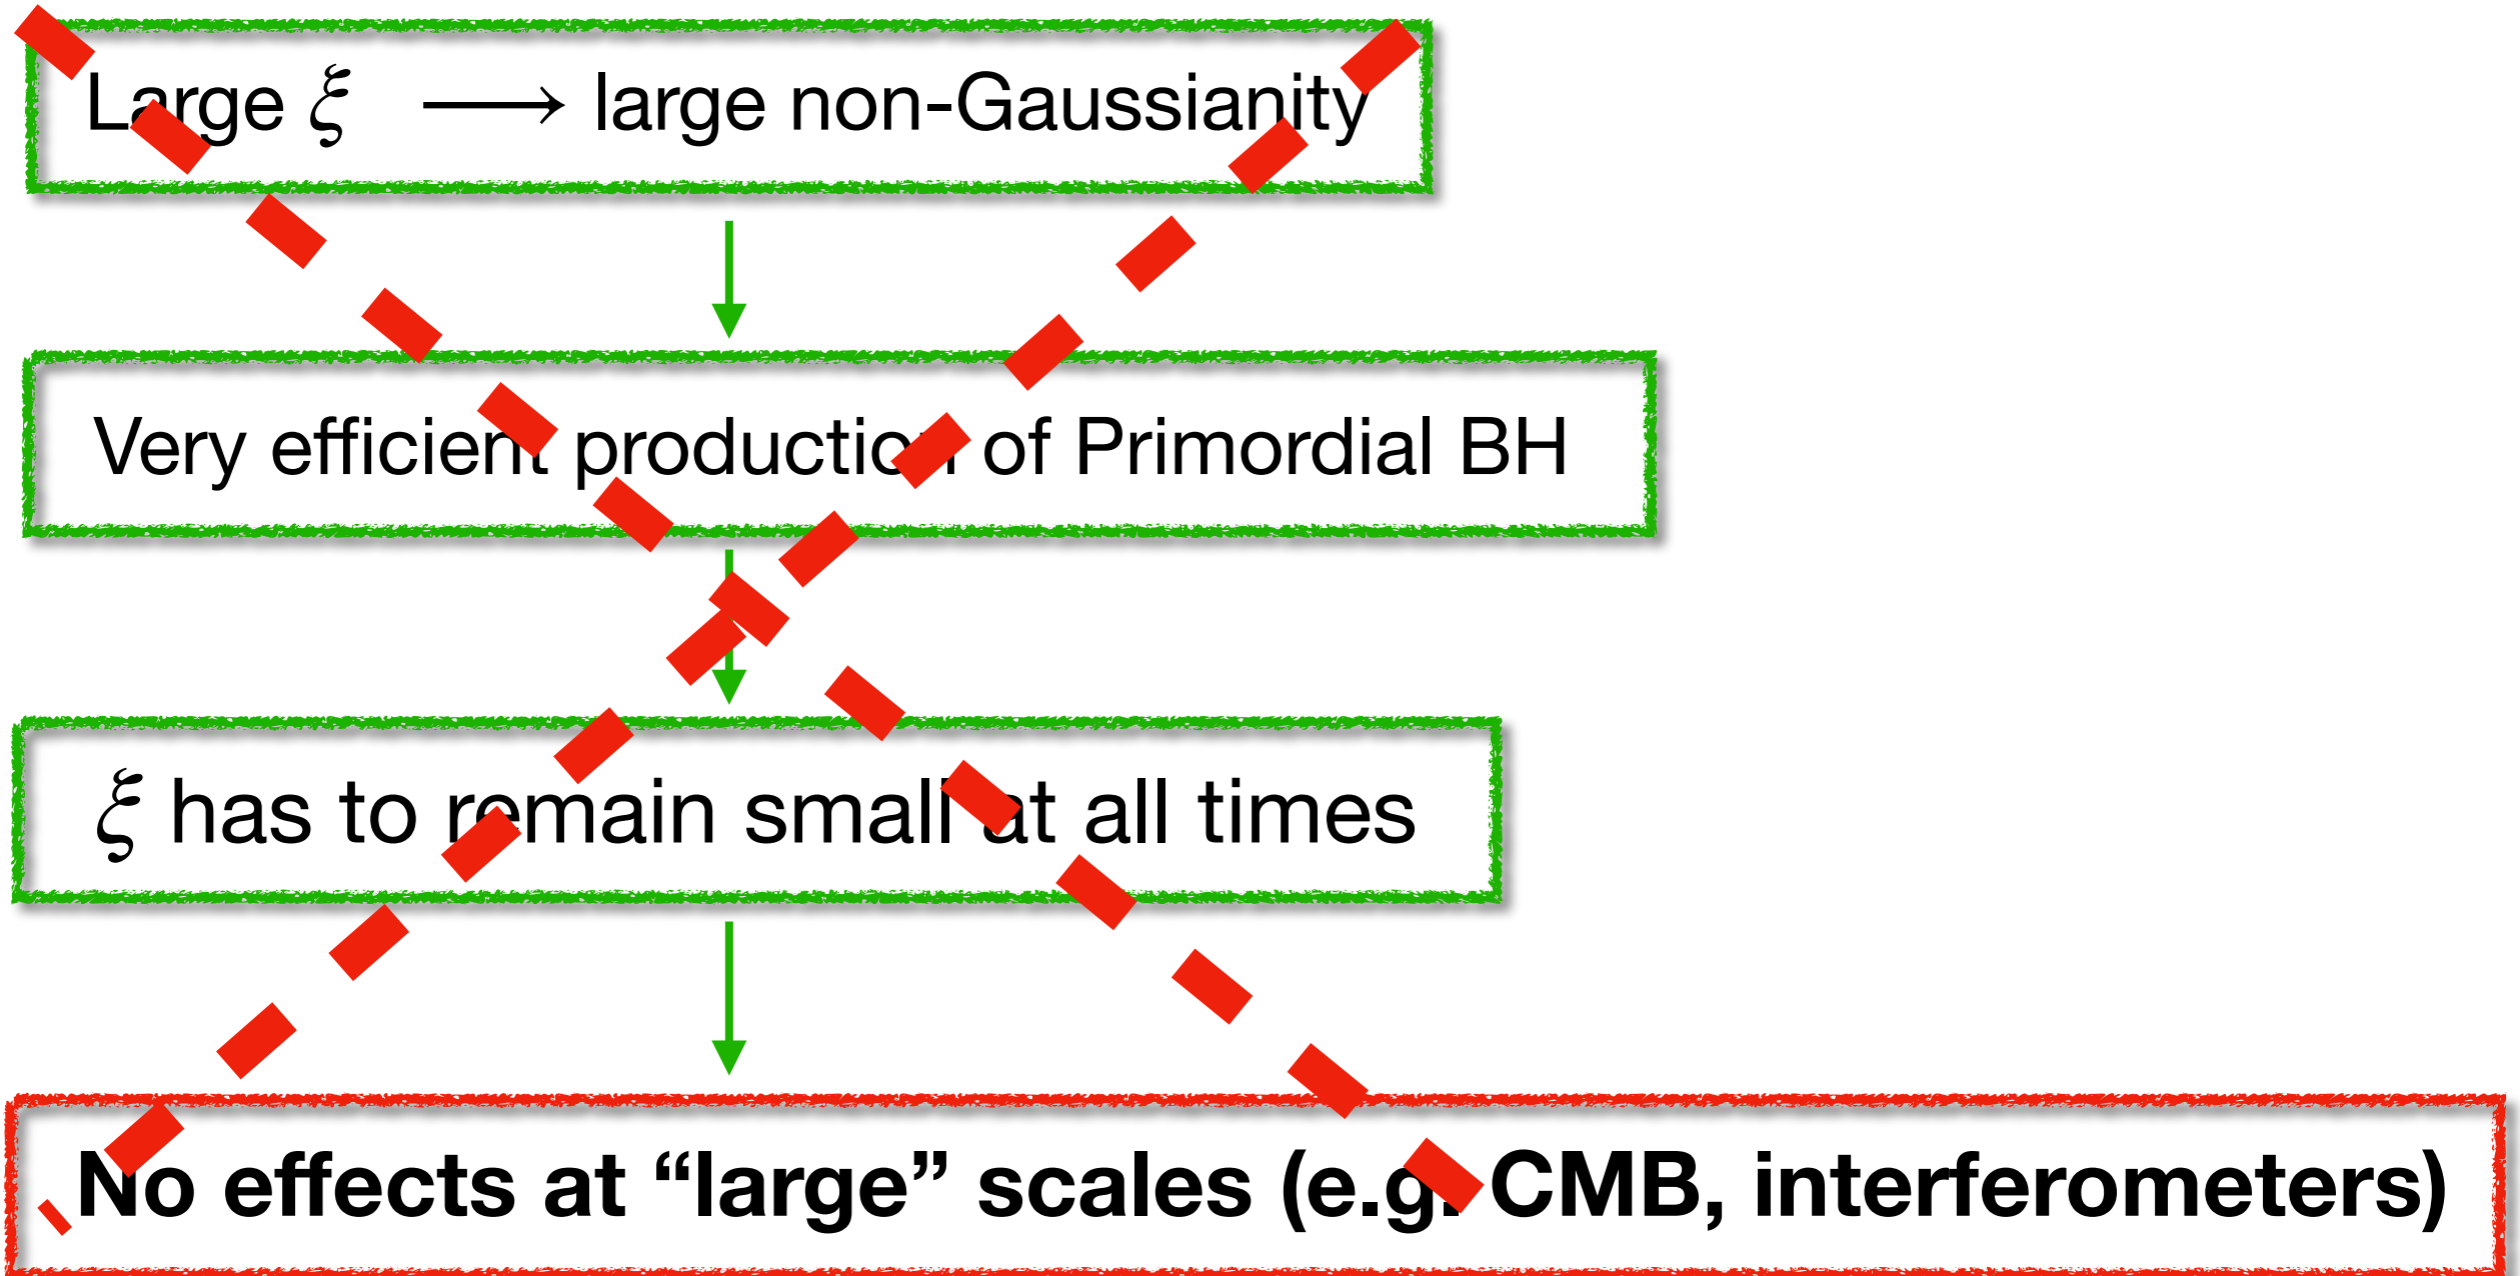 Large ξ ⟶ large non-Gaussianity
Very efficient production of Primordial BH
ξ has to remain small at all times
No effects at “large” scales (e.g. CMB, interferometers)